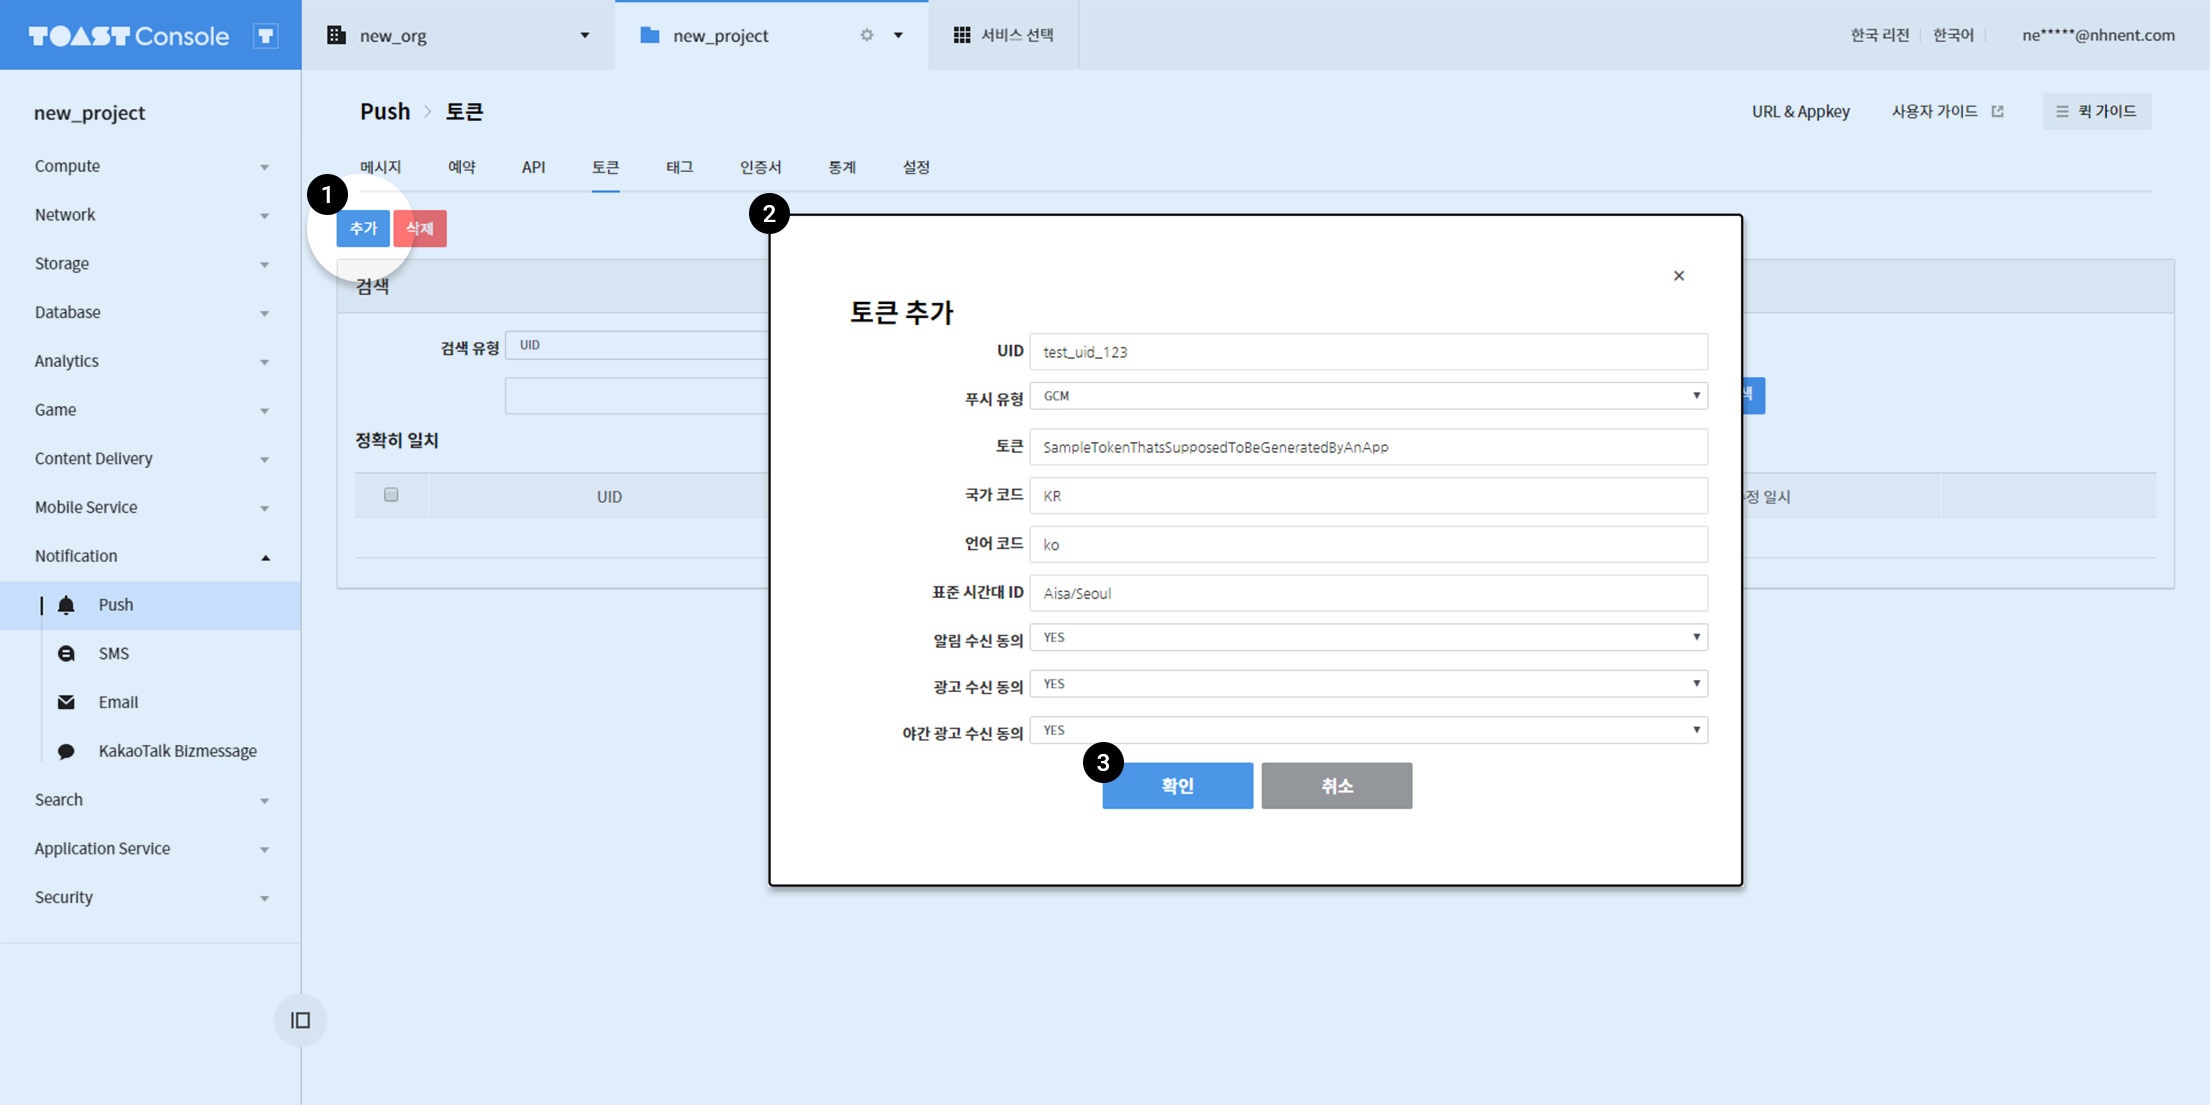 TOAST Console
T
new_org
new_project
서비스 선택
한국 리전
한국어
ne*****@nhnent.com
new_project
Compute
Network
Storage
Database
Analytics
Game
Content Delivery
Mobile Service
Notification
Push
SMS
Email
KakaoTalk Bizmessage
Search
Application Service
Security
Push > 토큰
URL & Appkey
사용자 가이드
퀵 가이드
메시지 예약 API 토큰 태그 인증서 통계 설정
1
추가 삭제
검색
검색 유형 UID
정확히 일치
UID
정 일시
2
×
토큰 추가
UID test_uid_123
푸시 유형 GCM
토큰 SampleTokenThatsSupposedToBeGeneratedByAnApp
국가 코드 KR
언어 코드 ko
표준 시간대 ID Aisa/Seoul
알림 수신 동의 YES
광고 수신 동의 YES
야간 광고 수신 동의 YES
3
확인 취소